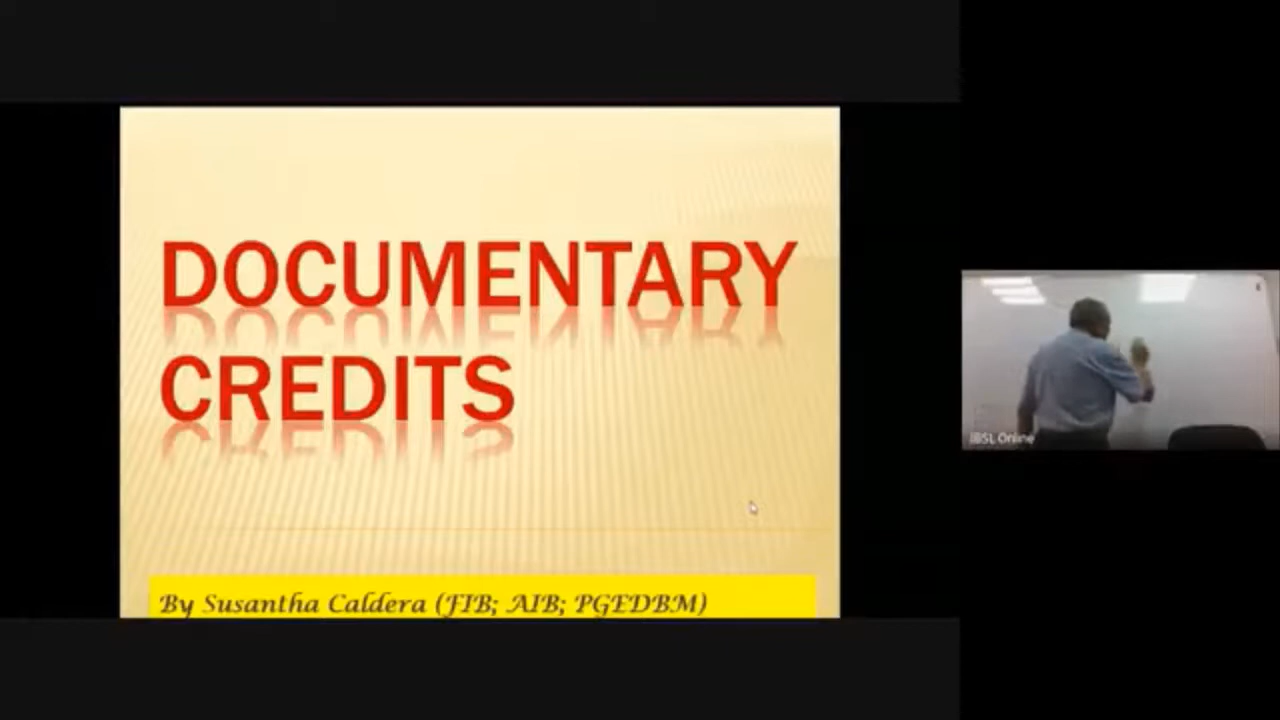 DOCUMENTARY
CREDITS
By Susantha Caldera (FIB; AIB; PGEDBM)
IBSL Online